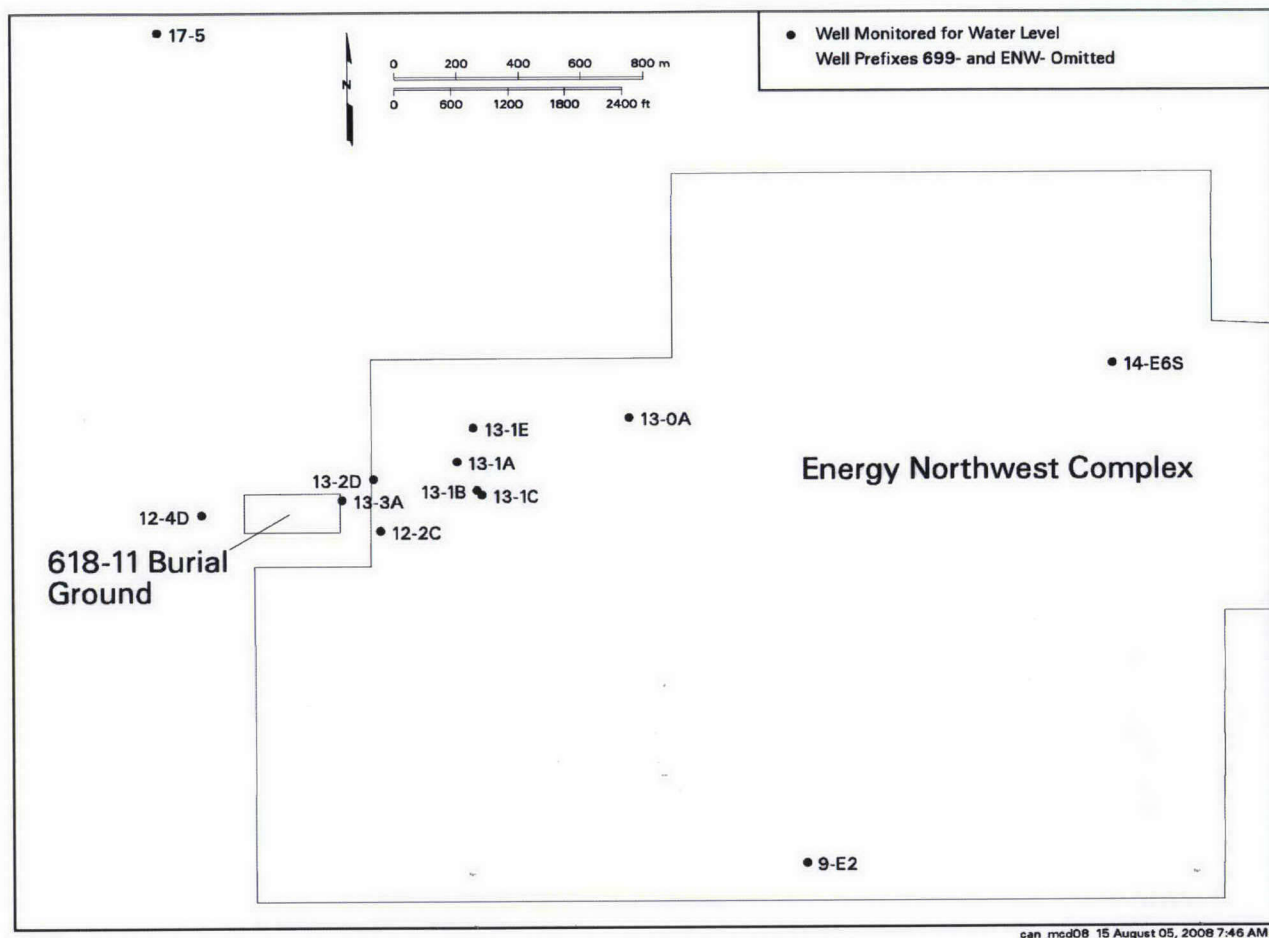 17-5
N
0 200 400 600 800 m
0 600 1200 1800 2400 ft
Well Monitored for Water Level
Well Prefixes 699- and ENW- Omitted
14-E6S
13-0A
13-1E
13-1A
Energy Northwest Complex
13-2D
13-1B
13-1C
13-3A
12-4D
12-2C
618-11 Burial
Ground
9-E2
can_mcd08_15 August 05, 2008 7:46 AM